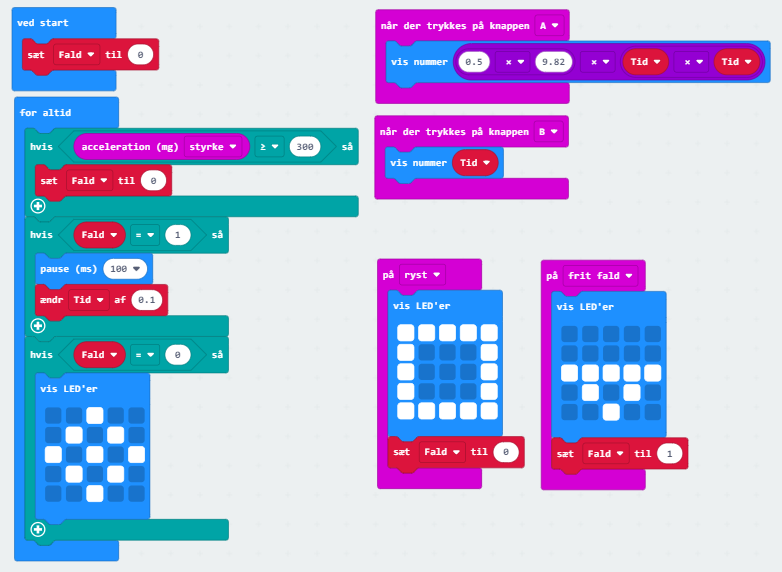 ved start
sæt Fald til 0
for altid
hvis acceleration (mg) styrke ≥ 300 så
sæt Fald til 0
hvis Fald = 1 så
pause (ms) 100
ændr Tid af 0.1
hvis Fald = 0 så
vis LED'er
når der trykkes på knappen A
vis nummer 0.5 × 9.82 × Tid × Tid
når der trykkes på knappen B
vis nummer Tid
på ryst
vis LED'er
sæt Fald til 0
på frit fald
vis LED'er
sæt Fald til 1